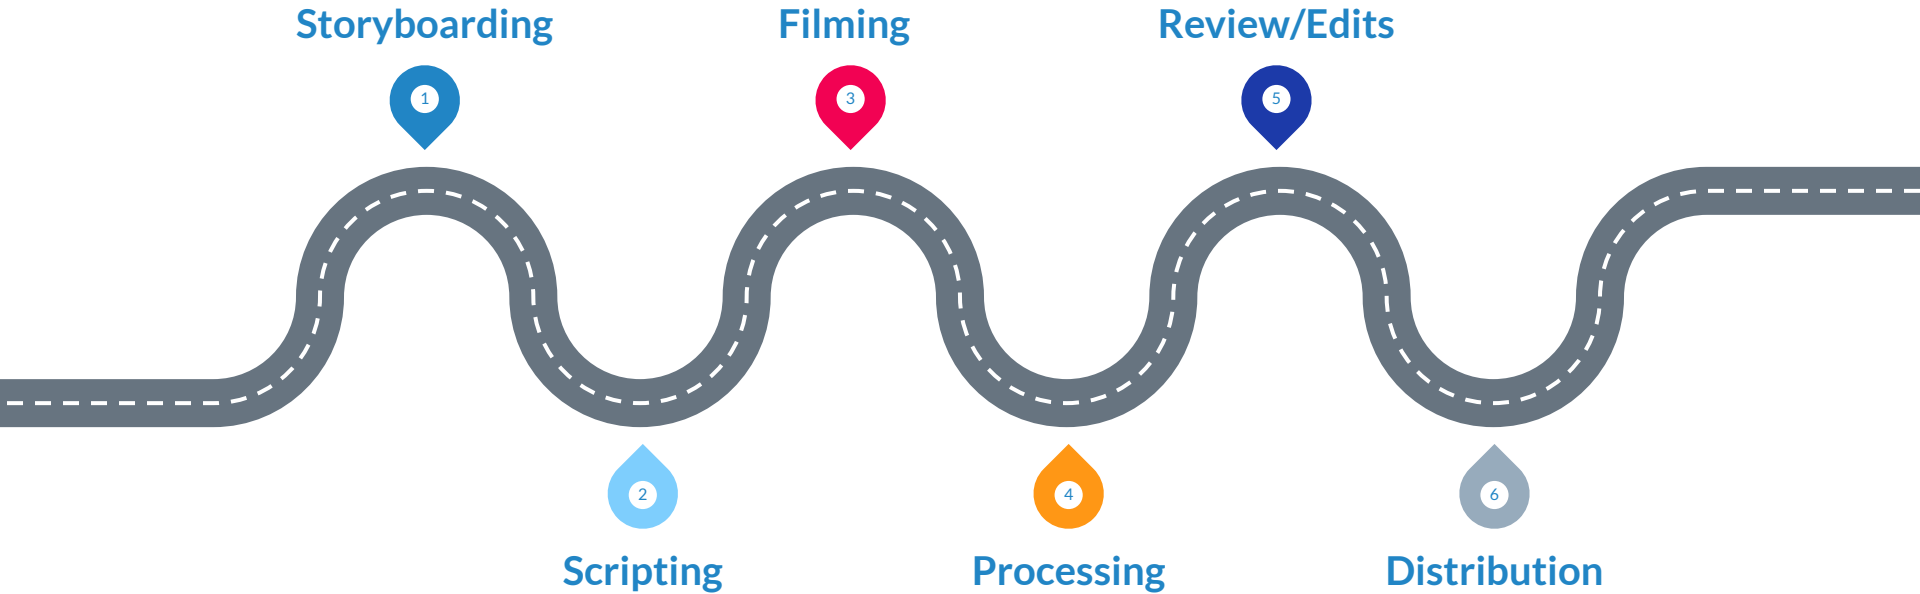 Storyboarding
1
Scripting
2
Filming
3
Processing
4
Review/Edits
5
Distribution
6